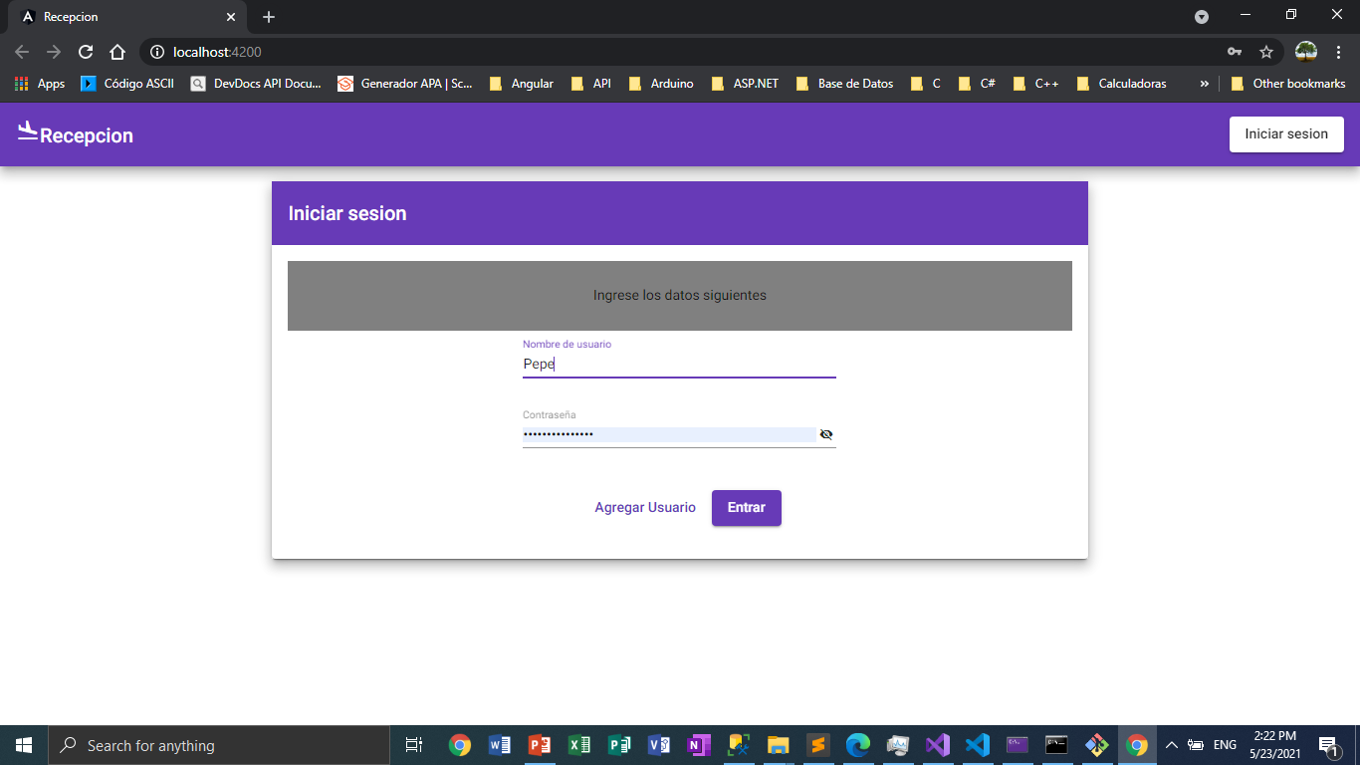 Recepcion
localhost:4200
Apps Código ASCII DevDocs API Docu... Generador APA | Sc... Angular API Arduino ASP.NET Base de Datos C C# C++ Calculadoras » Other bookmarks
Recepcion
Iniciar sesion
Iniciar sesion
Ingrese los datos siguientes
Nombre de usuario
Pepe
Contraseña
•••••••••••••••
Agregar Usuario Entrar
Search for anything
ENG
2:22 PM
5/23/2021
1